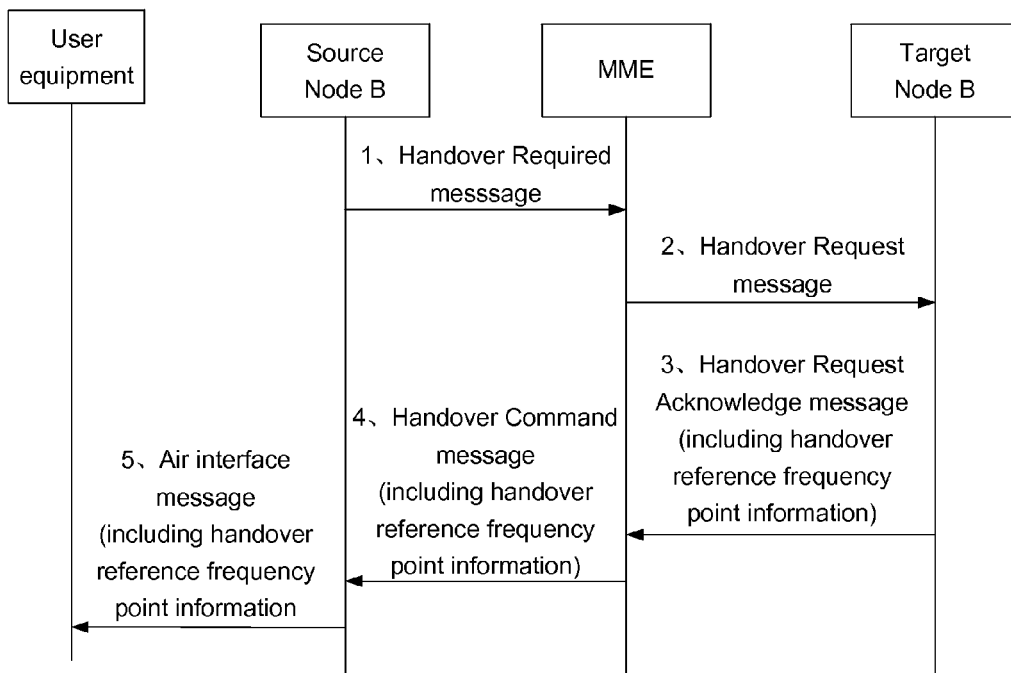 User
equipment
Source
Node B
MME
Target
Node B
1、Handover Required
messsage
2、Handover Request
message
3、Handover Request
Acknowledge message
(including handover
reference frequency
point information)
4、Handover Command
message
(including handover
reference frequency
point information)
5、Air interface
message
(including handover
reference frequency
point information